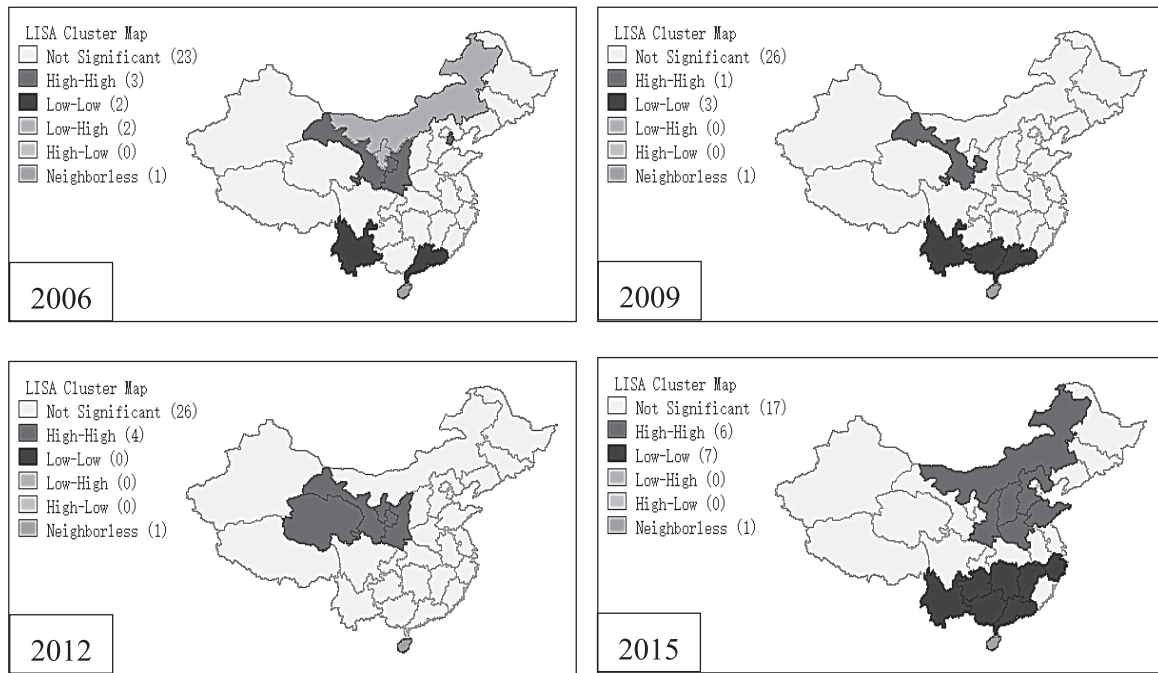 LISA Cluster Map
Not Significant (23)
High-High (3)
Low-Low (2)
Low-High (2)
High-Low (0)
Neighborless (1)
2006
LISA Cluster Map
Not Significant (26)
High-High (1)
Low-Low (3)
Low-High (0)
High-Low (0)
Neighborless (1)
2009
LISA Cluster Map
Not Significant (26)
High-High (4)
Low-Low (0)
Low-High (0)
High-Low (0)
Neighborless (1)
2012
LISA Cluster Map
Not Significant (17)
High-High (6)
Low-Low (7)
Low-High (0)
High-Low (0)
Neighborless (1)
2015